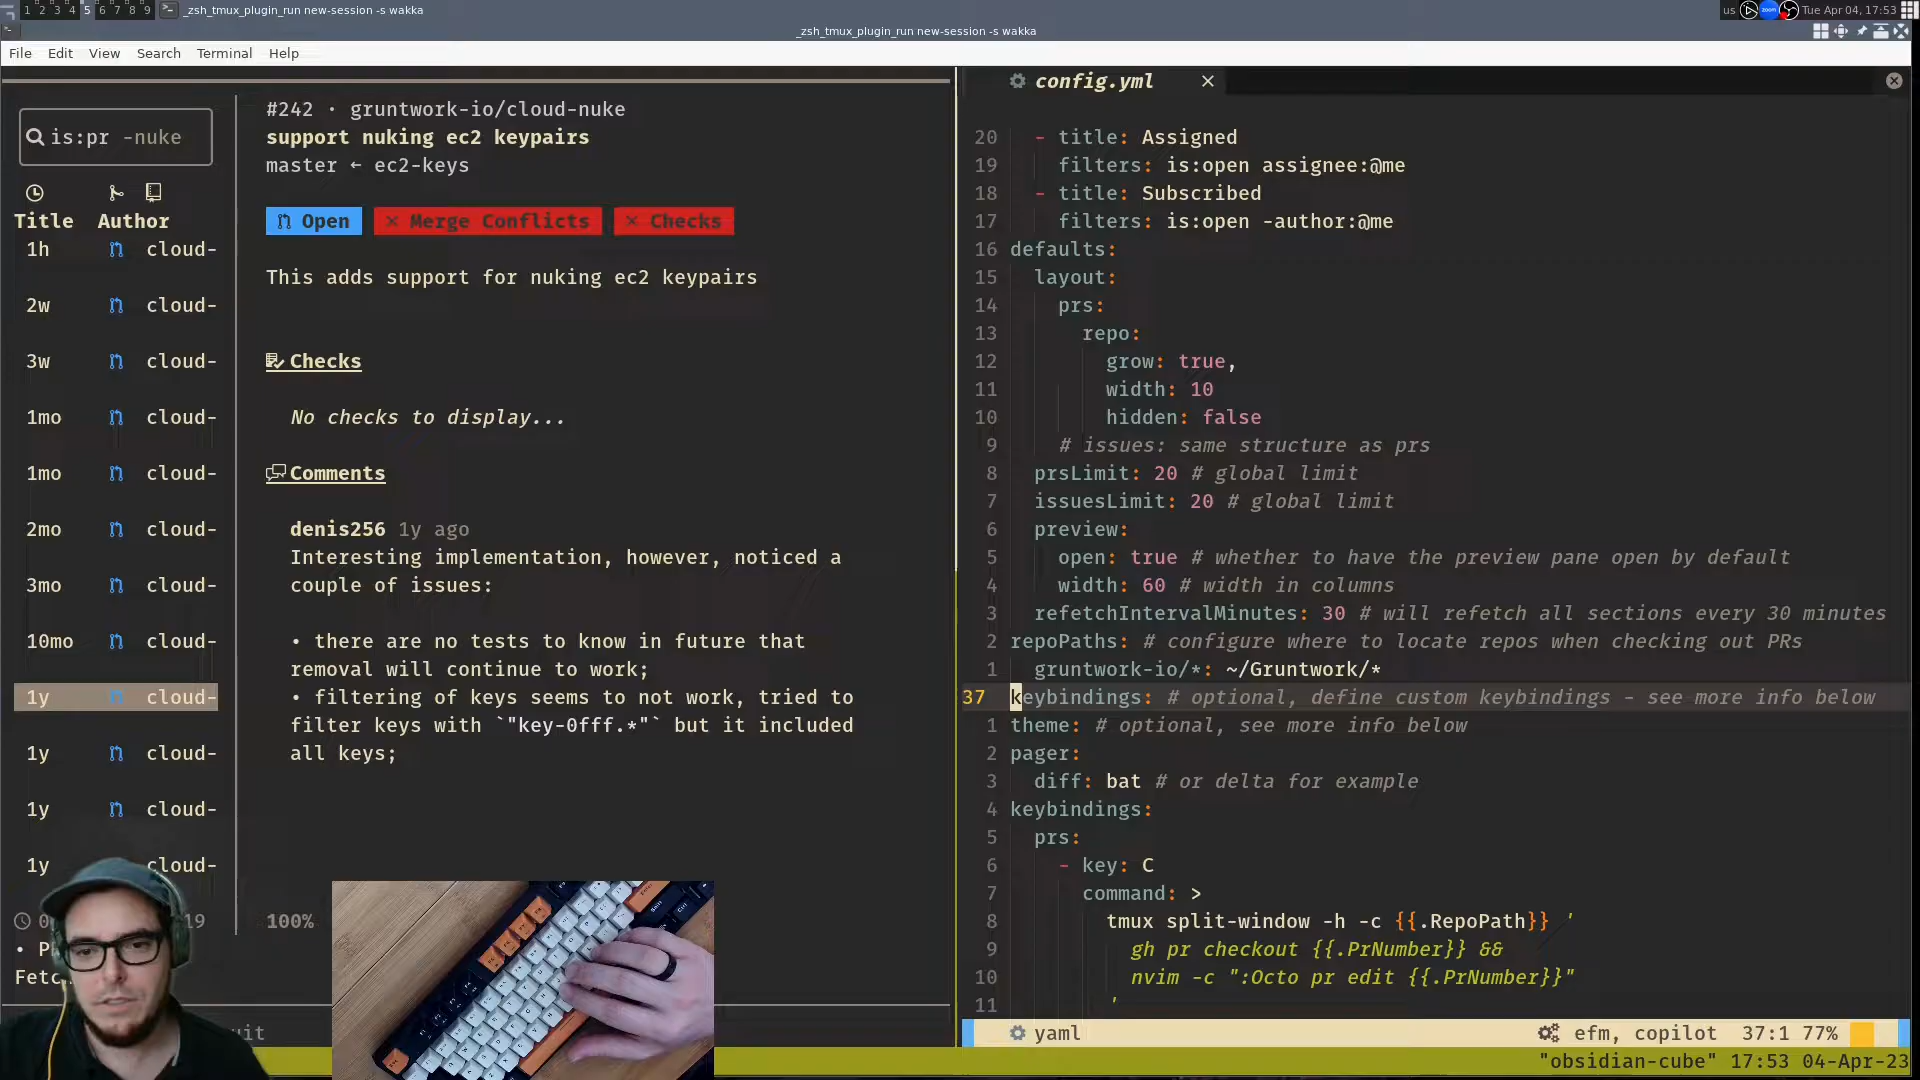 1 2 3 4 5 6 7 8 9 _zsh_tmux_plugin_run new-session -s wakka
us zoom Tue Apr 04, 17:53
_zsh_tmux_plugin_run new-session -s wakka
File Edit View Search Terminal Help
is:pr -nuke
Title Author
1h cloud-
2w cloud-
3w cloud-
1mo cloud-
1mo cloud-
2mo cloud-
3mo cloud-
10mo cloud-
1y cloud-
1y cloud-
1y cloud-
1y cloud-
19
Fetc
uit
#242 · gruntwork-io/cloud-nuke
support nuking ec2 keypairs
master ← ec2-keys
Open × Merge Conflicts × Checks
This adds support for nuking ec2 keypairs
Checks
No checks to display...
Comments
denis256 1y ago
Interesting implementation, however, noticed a
couple of issues:
• there are no tests to know in future that
removal will continue to work;
• filtering of keys seems to not work, tried to
filter keys with `"key-0fff.*"` but it included
all keys;
100%
config.yml ×
20 - title: Assigned
19 filters: is:open assignee:@me
18 - title: Subscribed
17 filters: is:open -author:@me
16 defaults:
15 layout:
14 prs:
13 repo:
12 grow: true,
11 width: 10
10 hidden: false
9 # issues: same structure as prs
8 prsLimit: 20 # global limit
7 issuesLimit: 20 # global limit
6 preview:
5 open: true # whether to have the preview pane open by default
4 width: 60 # width in columns
3 refetchIntervalMinutes: 30 # will refetch all sections every 30 minutes
2 repoPaths: # configure where to locate repos when checking out PRs
1 gruntwork-io/*: ~/Gruntwork/*
37 keybindings: # optional, define custom keybindings - see more info below
1 theme: # optional, see more info below
2 pager:
3 diff: bat # or delta for example
4 keybindings:
5 prs:
6 - key: C
7 command: >
8 tmux split-window -h -c {{.RepoPath}} '
9 gh pr checkout {{.PrNumber}} &&
10 nvim -c ":Octo pr edit {{.PrNumber}}"
11 '
yaml efm, copilot 37:1 77%
"obsidian-cube" 17:53 04-Apr-23